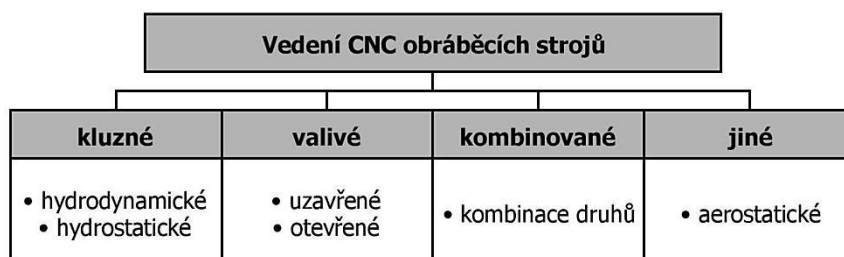 Vedení CNC obráběcích strojů
kluzné
valivé
kombinované
jiné
• hydrodynamické
• hydrostatické
• uzavřené
• otevřené
• kombinace druhů
• aerostatické